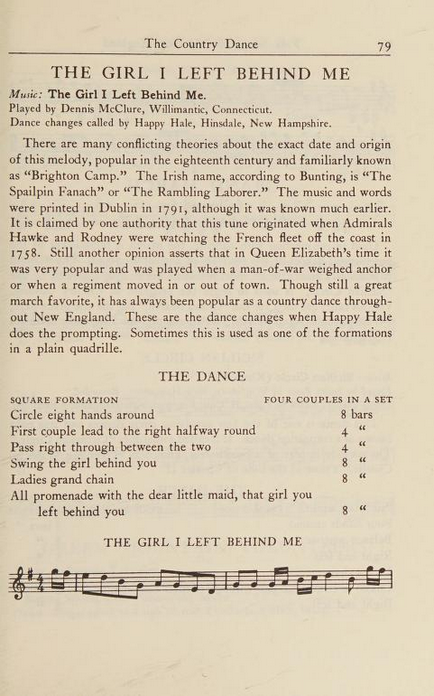 The Country Dance 79
THE GIRL I LEFT BEHIND ME
Music: The Girl I Left Behind Me.
Played by Dennis McClure, Willimantic, Connecticut.
Dance changes called by Happy Hale, Hinsdale, New Hampshire.
There are many conflicting theories about the exact date and origin
of this melody, popular in the eighteenth century and familiarly known
as “Brighton Camp.” The Irish name, according to Bunting, is “The
Spailpin Fanach” or “The Rambling Laborer.” The music and words
were printed in Dublin in 1791, although it was known much earlier.
It is claimed by one authority that this tune originated when Admirals
Hawke and Rodney were watching the French fleet off the coast in
1758. Still another opinion asserts that in Queen Elizabeth’s time it
was very popular and was played when a man-of-war weighed anchor
or when a regiment moved in or out of town. Though still a great
march favorite, it has always been popular as a country dance through-
out New England. These are the dance changes when Happy Hale
does the prompting. Sometimes this is used as one of the formations
in a plain quadrille.
THE DANCE
SQUARE FORMATION FOUR COUPLES IN A SET
Circle eight hands around 8 bars
First couple lead to the right halfway round 4 “
Pass right through between the two 4 “
Swing the girl behind you 8 “
Ladies grand chain 8 “
All promenade with the dear little maid, that girl you
left behind you 8 “
THE GIRL I LEFT BEHIND ME
4
4